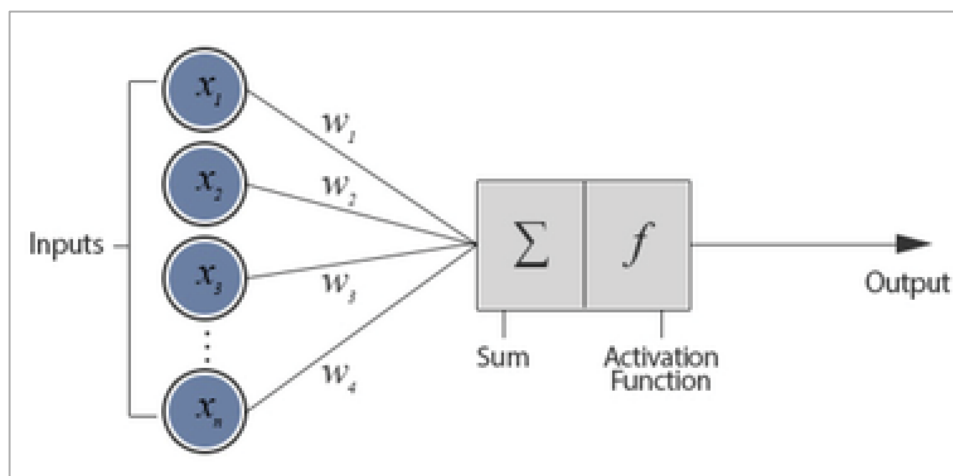 x₁
w₁
x₂
w₂
Inputs
x₃
w₃
⋮
xₙ
w₄
∑ f
Output
Sum
Activation
Function